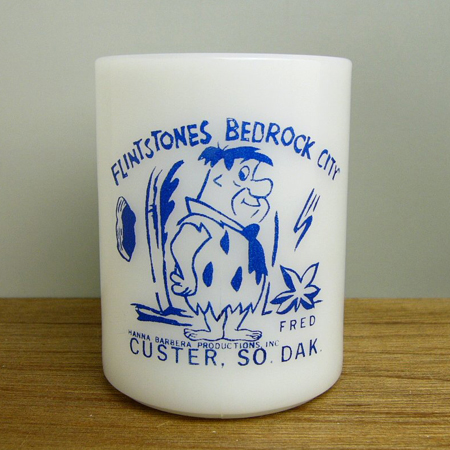 FLINTSTONES BEDROCK CITY
FRED
HANNA BARBERA PRODUCTIONS, INC
CUSTER, SO. DAK.